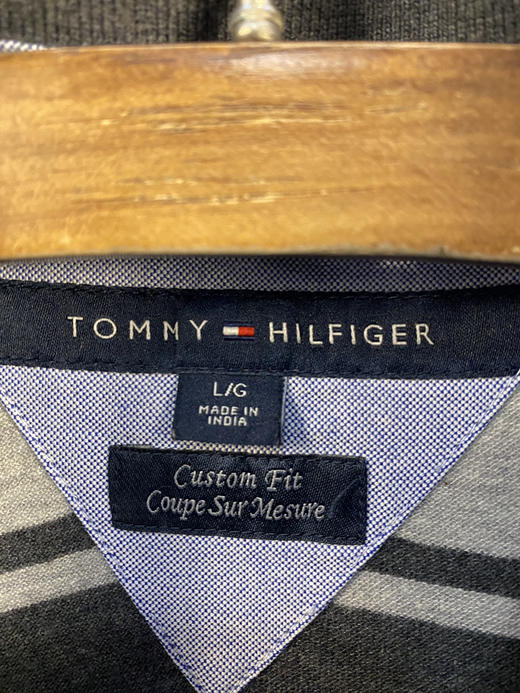 TOMMY HILFIGER
L/G
MADE IN
INDIA
Custom Fit
Coupe Sur Mesure